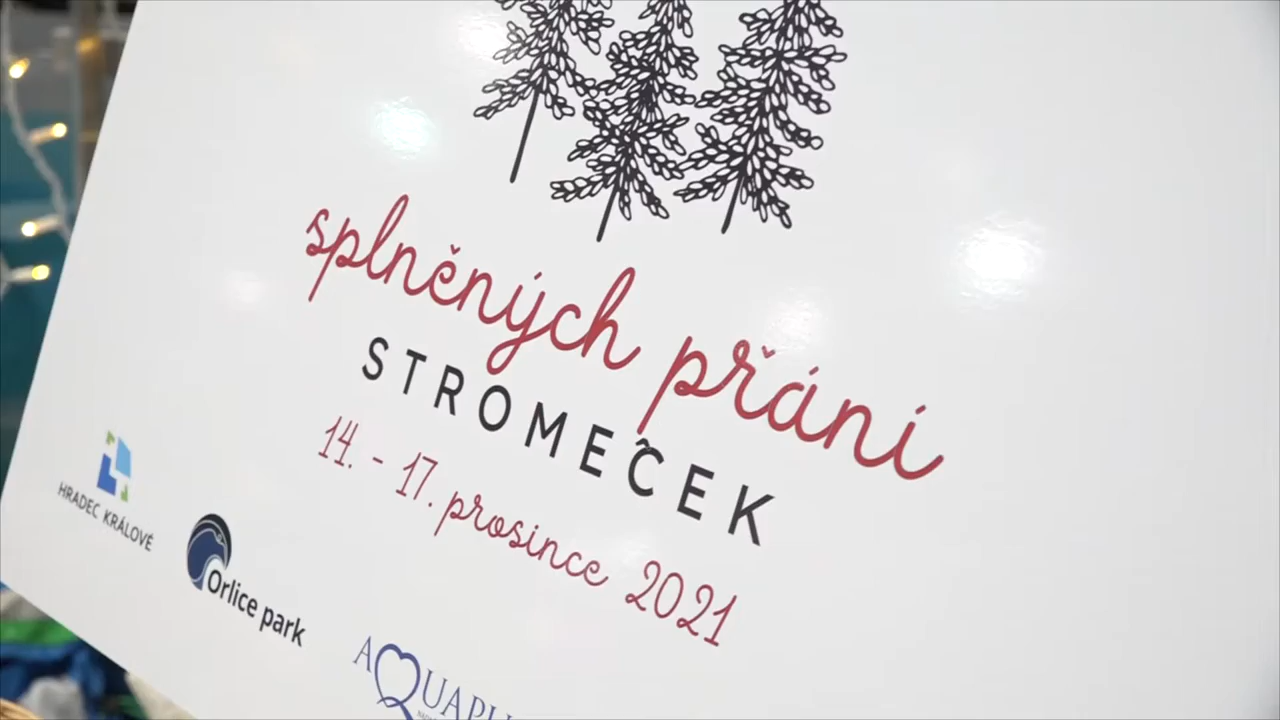 splněných přání
STROMEČEK
14. - 17. prosince 2021
HRADEC KRÁLOVÉ
Orlice park